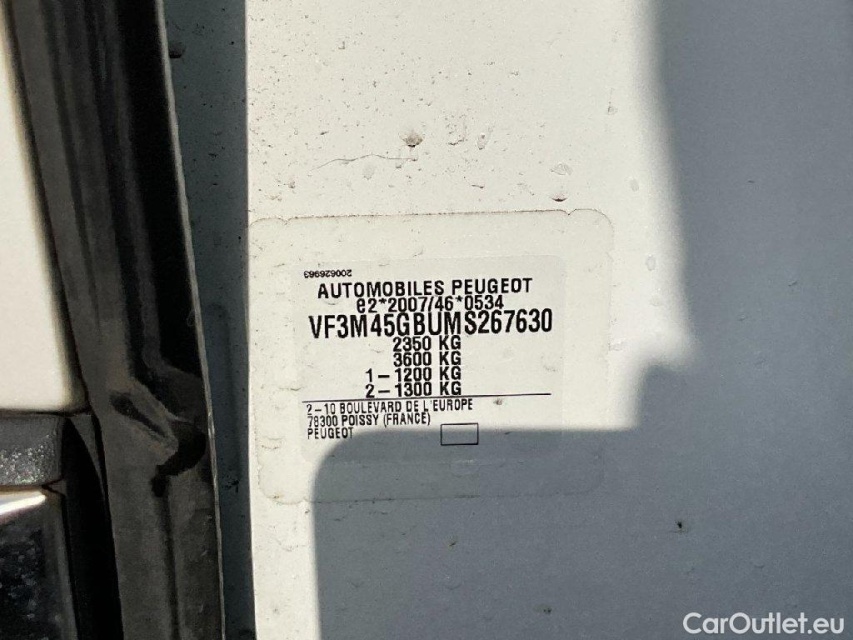 200626963
AUTOMOBILES PEUGEOT
e2*2007/46*0534
VF3M45GBUMS267630
2350 KG
3600 KG
1-1200 KG
2-1300 KG
2-10 BOULEVARD DE L'EUROPE
78300 POISSY (FRANCE)
PEUGEOT
CarOutlet.eu